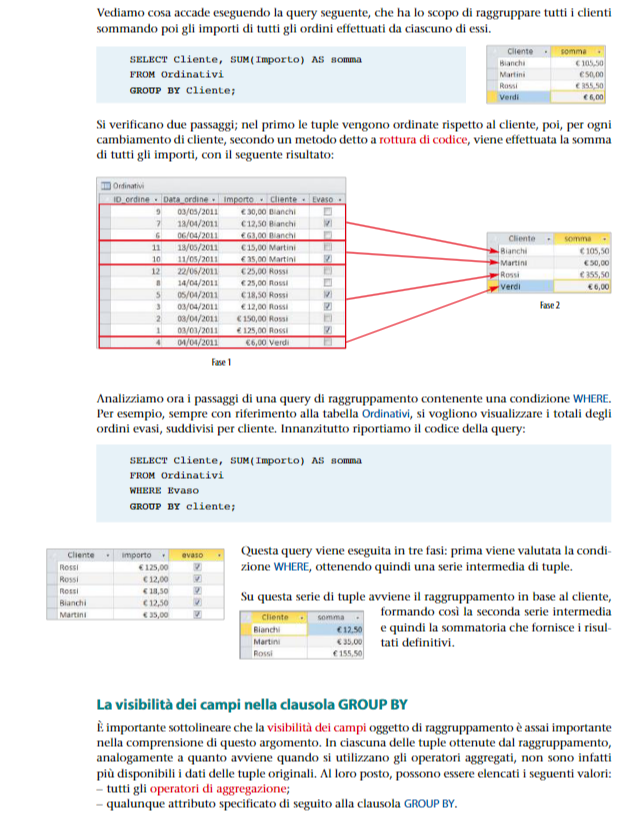 Vediamo cosa accade eseguendo la query seguente, che ha lo scopo di raggruppare tutti i clienti
sommando poi gli importi di tutti gli ordini effettuati da ciascuno di essi.
SELECT Cliente, SUM(Importo) AS somma
FROM Ordinativi
GROUP BY Cliente;
Cliente somma
Bianchi € 105,50
Martini € 50,00
Rossi € 355,50
Verdi € 6,00
Si verificano due passaggi; nel primo le tuple vengono ordinate rispetto al cliente, poi, per ogni
cambiamento di cliente, secondo un metodo detto a rottura di codice, viene effettuata la somma
di tutti gli importi, con il seguente risultato:
Ordinativi
ID_ordine Data_ordine Importo Cliente Evaso
9 03/05/2011 € 30,00 Bianchi
7 13/04/2011 € 12,50 Bianchi
6 06/04/2011 € 63,00 Bianchi
11 13/05/2011 € 15,00 Martini
10 11/05/2011 € 35,00 Martini
12 22/06/2011 € 25,00 Rossi
8 14/04/2011 € 25,00 Rossi
5 05/04/2011 € 18,50 Rossi
3 03/04/2011 € 12,00 Rossi
2 03/04/2011 € 150,00 Rossi
1 03/03/2011 € 125,00 Rossi
4 04/04/2011 € 6,00 Verdi
Fase 1
Cliente somma
Bianchi € 105,50
Martini € 50,00
Rossi € 355,50
Verdi € 6,00
Fase 2
Analizziamo ora i passaggi di una query di raggruppamento contenente una condizione WHERE.
Per esempio, sempre con riferimento alla tabella Ordinativi, si vogliono visualizzare i totali degli
ordini evasi, suddivisi per cliente. Innanzitutto riportiamo il codice della query:
SELECT Cliente, SUM(Importo) AS somma
FROM Ordinativi
WHERE Evaso
GROUP BY cliente;
Cliente importo evaso
Rossi € 125,00
Rossi € 12,00
Rossi € 18,50
Bianchi € 12,50
Martini € 35,00
Questa query viene eseguita in tre fasi: prima viene valutata la condi-
zione WHERE, ottenendo quindi una serie intermedia di tuple.
Su questa serie di tuple avviene il raggruppamento in base al cliente,
formando così la seconda serie intermedia
e quindi la sommatoria che fornisce i risul-
tati definitivi.
Cliente somma
Bianchi € 12,50
Martini € 35,00
Rossi € 155,50
La visibilità dei campi nella clausola GROUP BY
È importante sottolineare che la visibilità dei campi oggetto di raggruppamento è assai importante
nella comprensione di questo argomento. In ciascuna delle tuple ottenute dal raggruppamento,
analogamente a quanto avviene quando si utilizzano gli operatori aggregati, non sono infatti
più disponibili i dati delle tuple originali. Al loro posto, possono essere elencati i seguenti valori:
– tutti gli operatori di aggregazione;
– qualunque attributo specificato di seguito alla clausola GROUP BY.